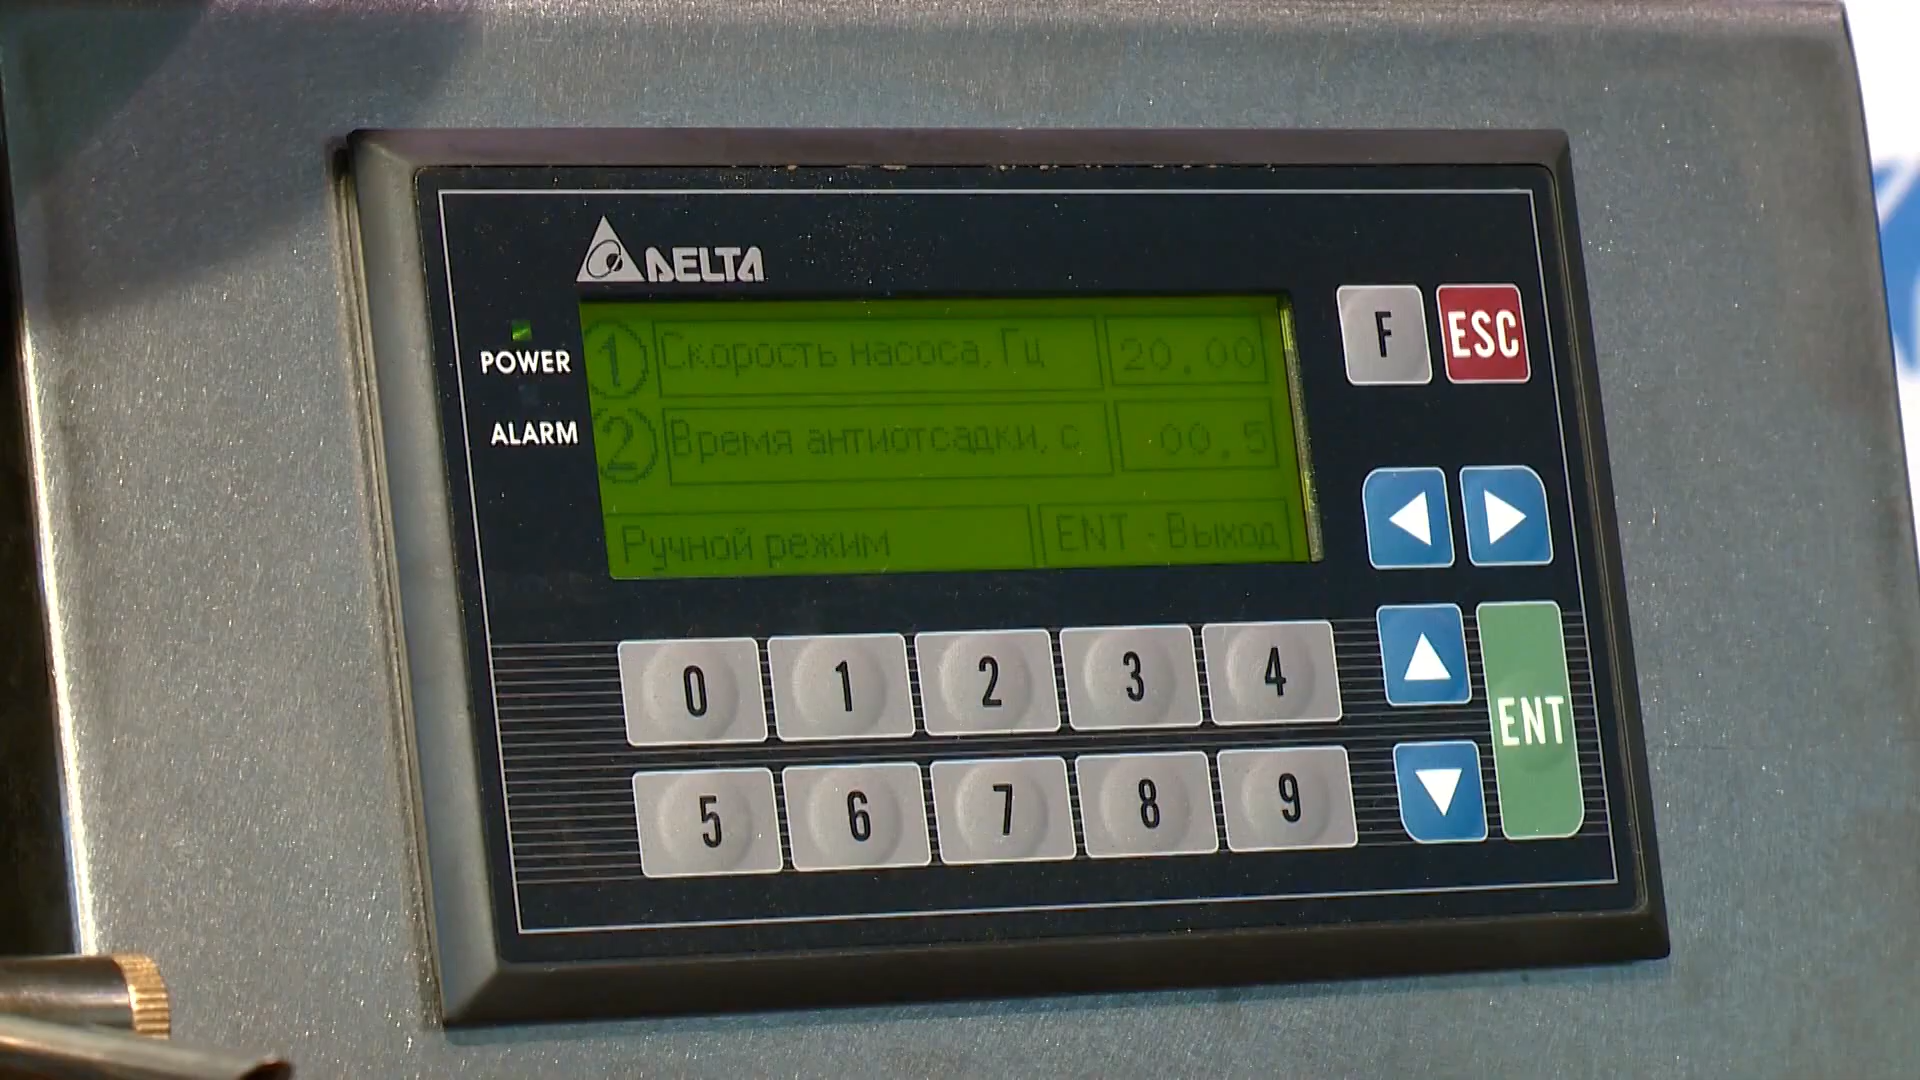 DELTA
POWER
ALARM
① Скорость насоса, Гц 20,00
② Время антиотсадки, с 00,5
Ручной режим ENT - Выход
F ESC
0 1 2 3 4
5 6 7 8 9
ENT